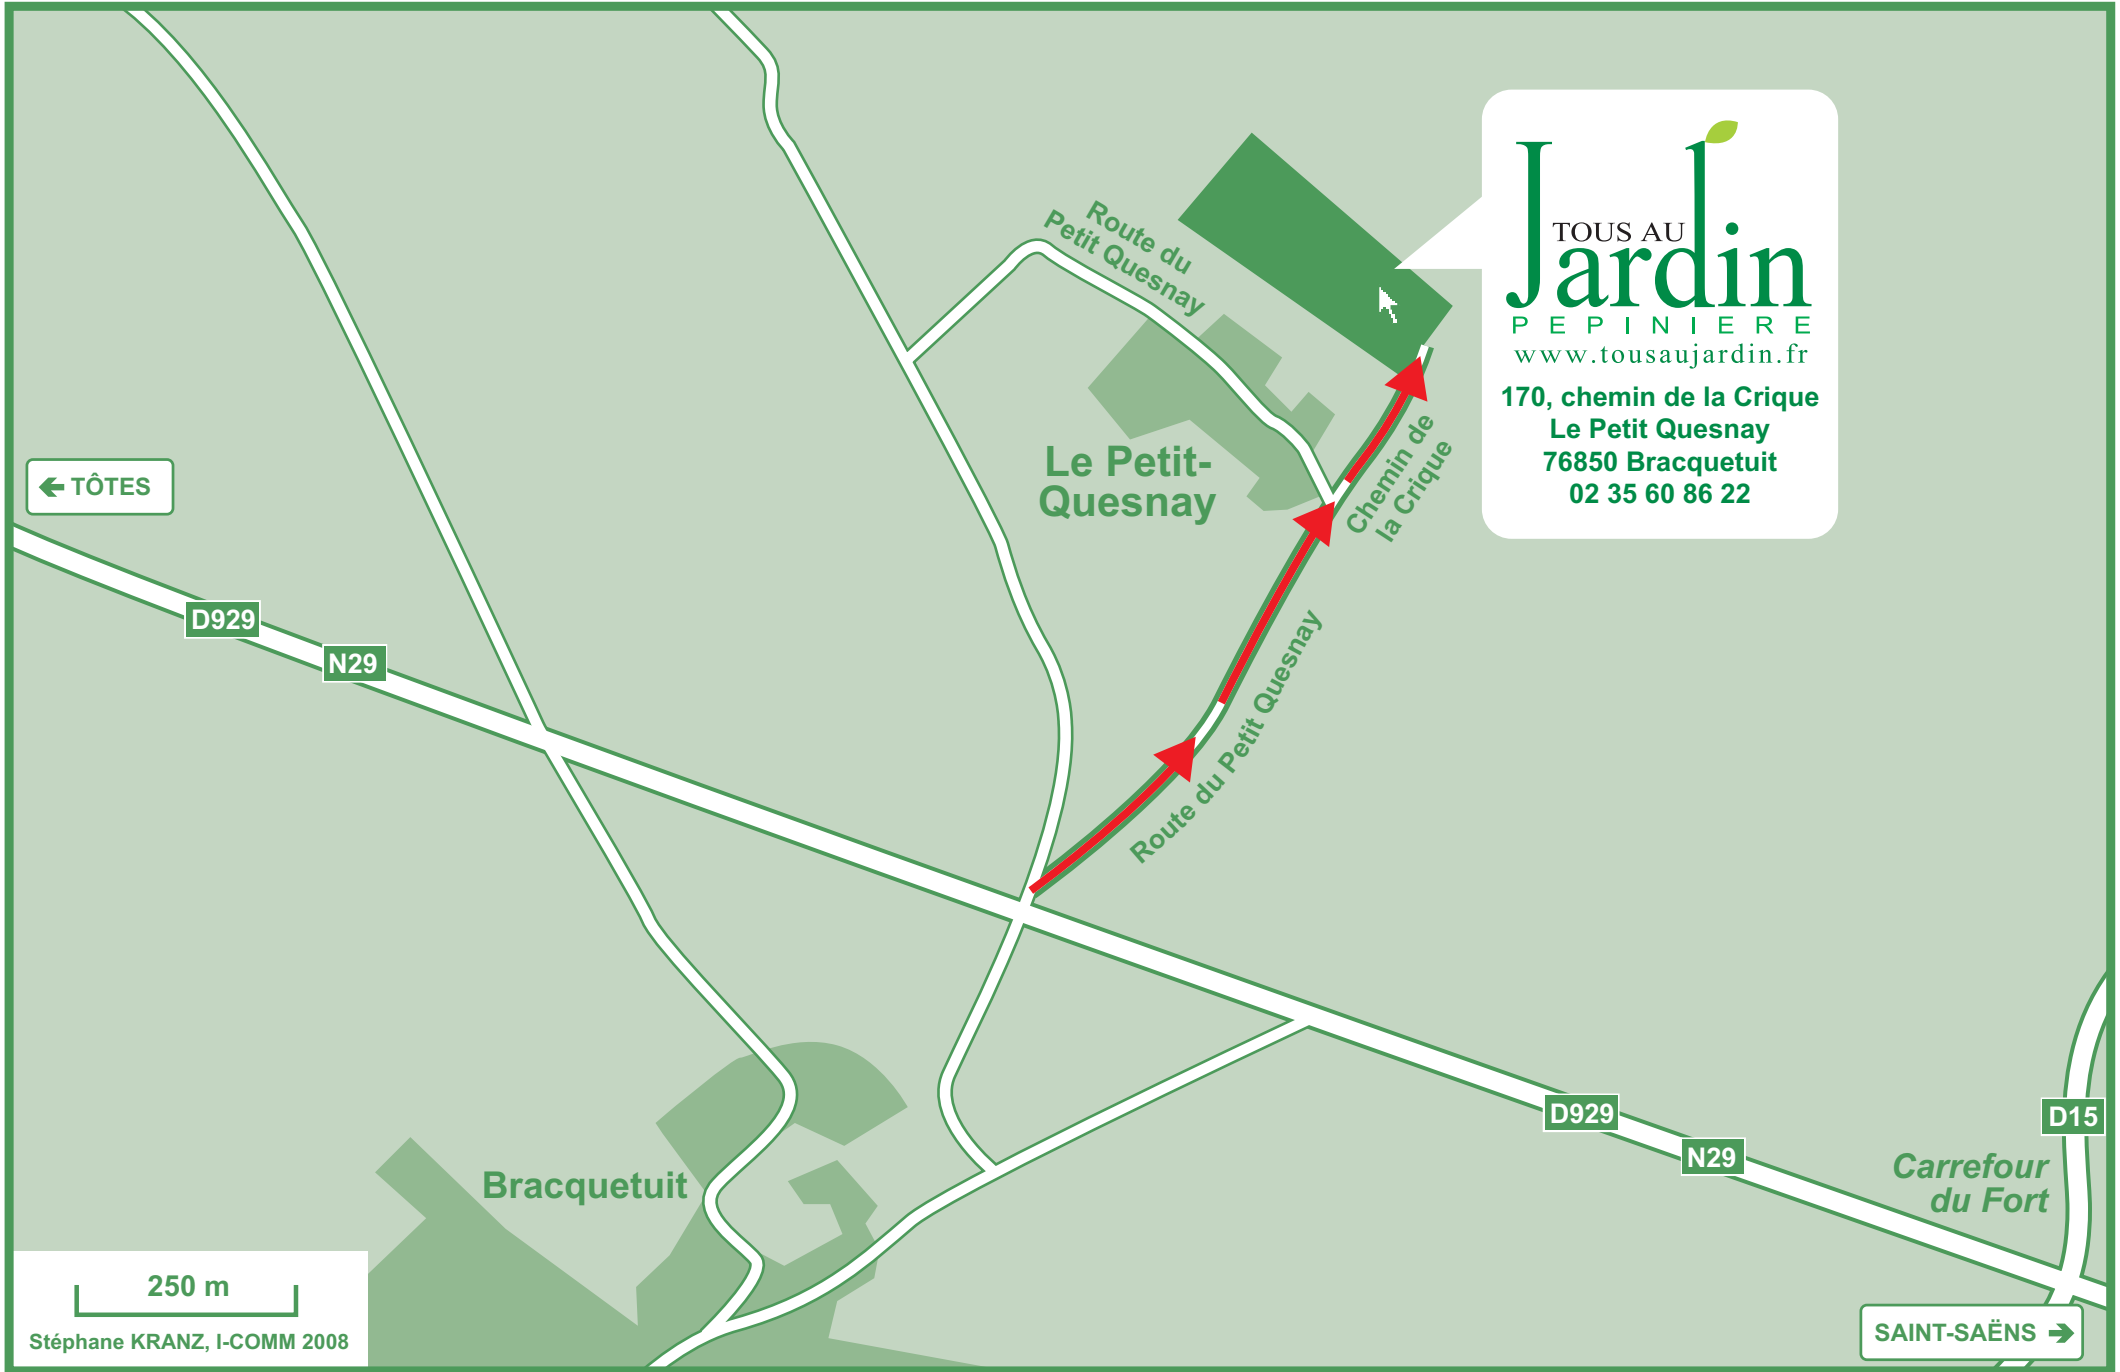 Route du
Petit Quesnay
TOUS AU
Jardin
PEPINIERE
www.tousaujardin.fr
170, chemin de la Crique
Le Petit Quesnay
76850 Bracquetuit
02 35 60 86 22
Le Petit-
Quesnay
Chemin de
la Crique
TÔTES
D929
N29
Route du Petit Quesnay
D929
N29
D15
Carrefour
du Fort
Bracquetuit
250 m
Stéphane KRANZ, I-COMM 2008
SAINT-SAËNS